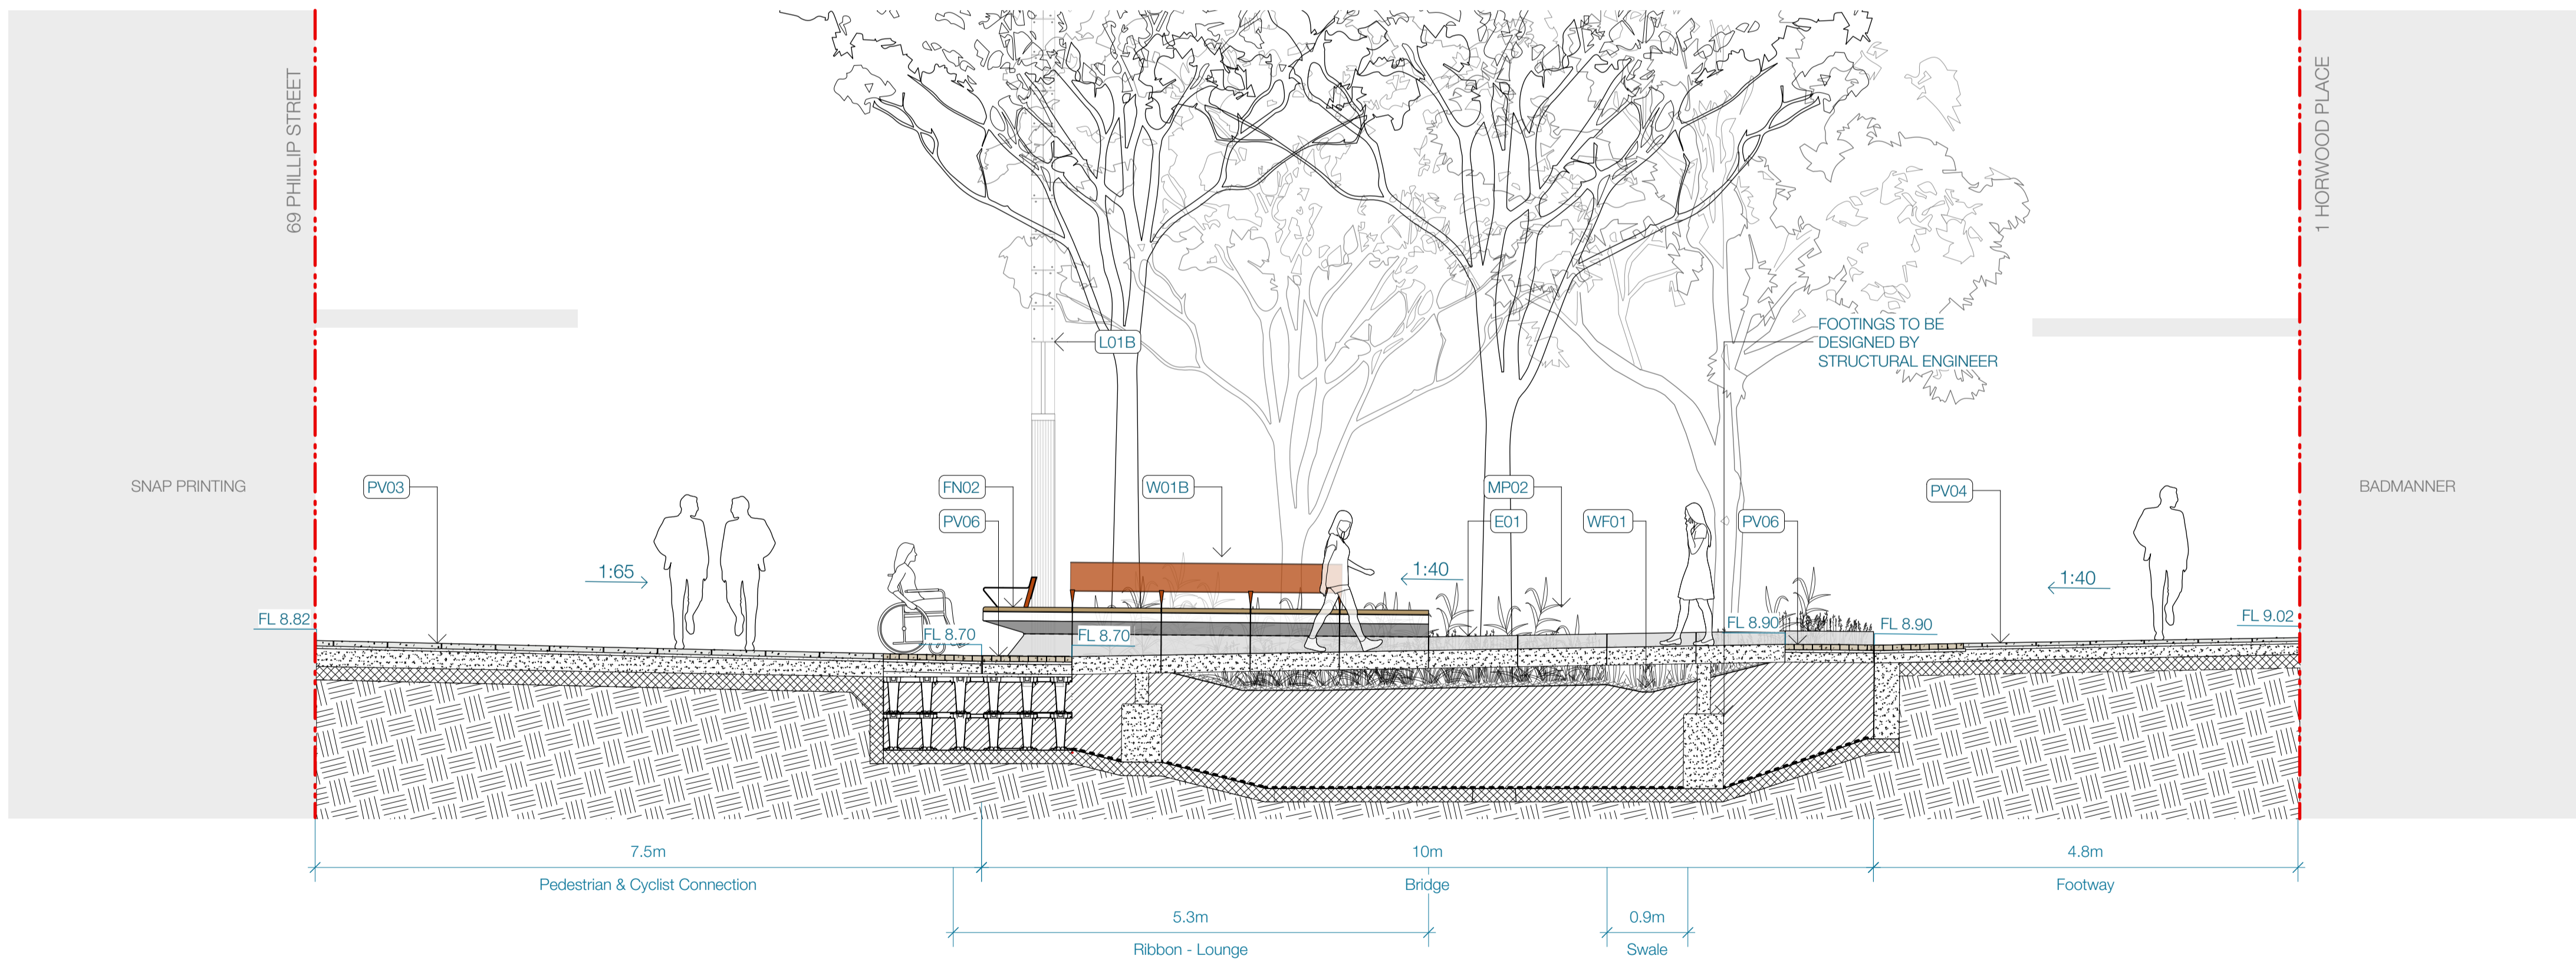 69 PHILLIP STREET
1 HORWOOD PLACE
L01B
FOOTINGS TO BE
DESIGNED BY
STRUCTURAL ENGINEER
SNAP PRINTING
PV03
FN02
W01B
MP02
PV04
BADMANNER
PV06
E01
WF01
PV06
1:65
1:40
1:40
FL 8.82
FL 8.70
FL 8.70
FL 8.90
FL 8.90
FL 9.02
7.5m
10m
4.8m
Pedestrian & Cyclist Connection
Bridge
Footway
5.3m
0.9m
Ribbon - Lounge
Swale